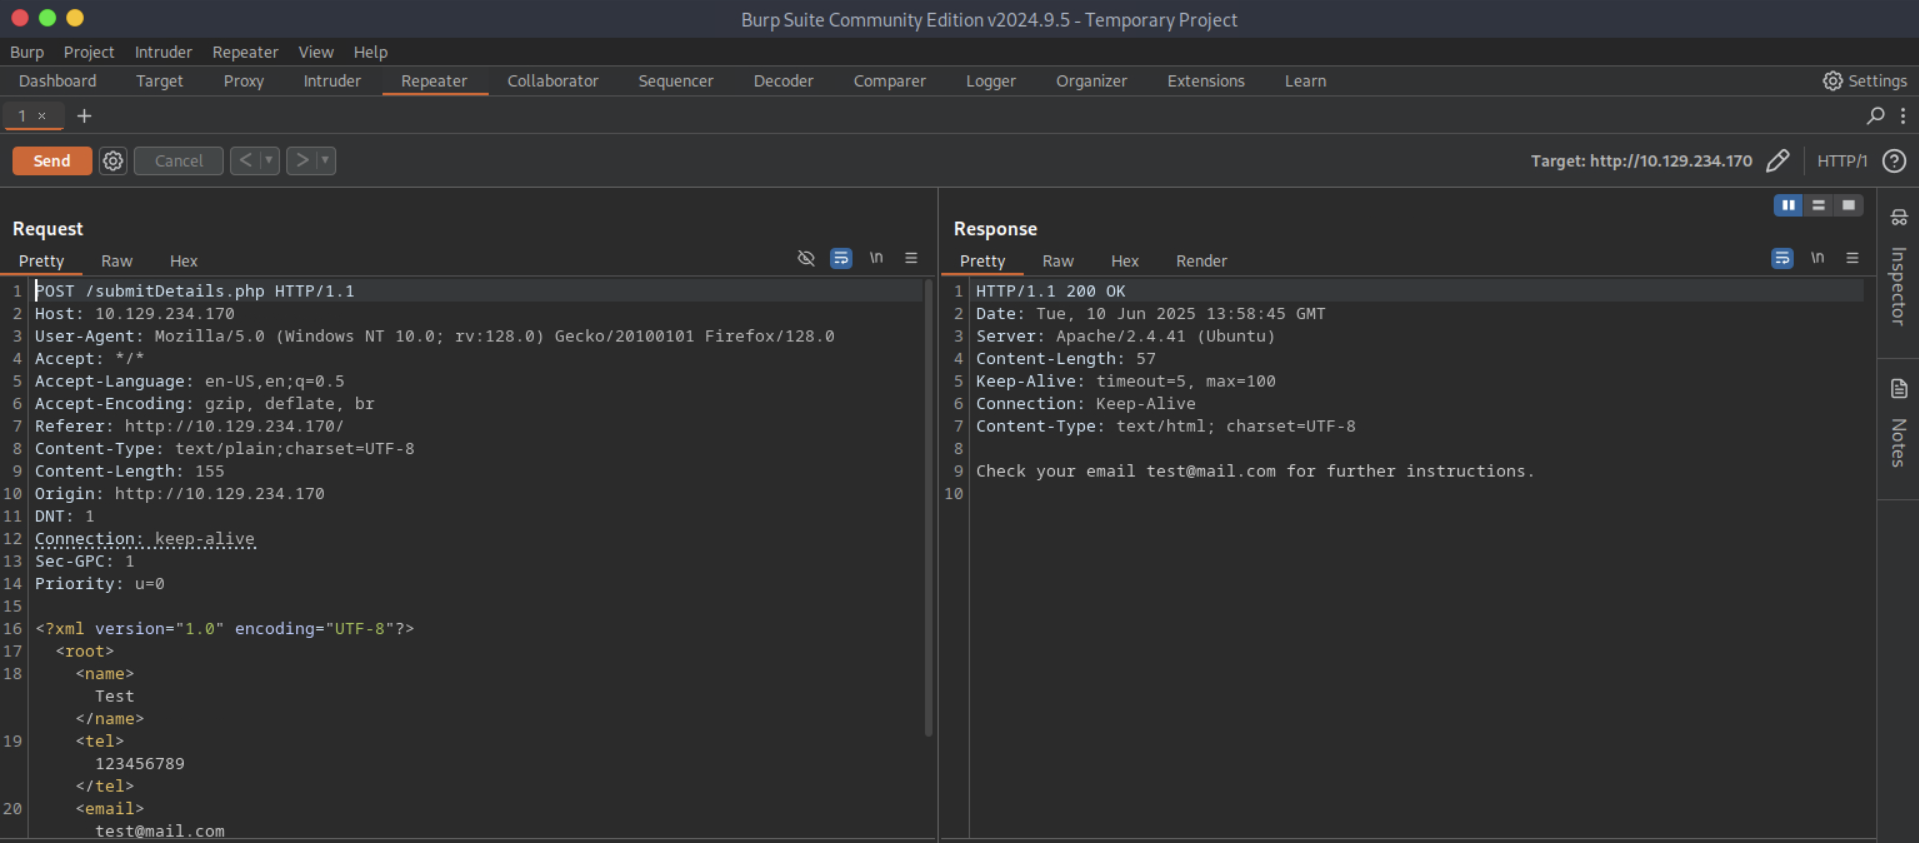 Burp Suite Community Edition v2024.9.5 - Temporary Project
Burp Project Intruder Repeater View Help
Dashboard Target Proxy Intruder Repeater Collaborator Sequencer Decoder Comparer Logger Organizer Extensions Learn Settings
1 × +
Send Cancel < > Target: http://10.129.234.170 HTTP/1 ?
Request
Pretty Raw Hex \n
1 POST /submitDetails.php HTTP/1.1
2 Host: 10.129.234.170
3 User-Agent: Mozilla/5.0 (Windows NT 10.0; rv:128.0) Gecko/20100101 Firefox/128.0
4 Accept: */*
5 Accept-Language: en-US,en;q=0.5
6 Accept-Encoding: gzip, deflate, br
7 Referer: http://10.129.234.170/
8 Content-Type: text/plain;charset=UTF-8
9 Content-Length: 155
10 Origin: http://10.129.234.170
11 DNT: 1
12 Connection: keep-alive
13 Sec-GPC: 1
14 Priority: u=0
15
16 <?xml version="1.0" encoding="UTF-8"?>
17 <root>
18 <name>
Test
</name>
19 <tel>
123456789
</tel>
20 <email>
test@mail.com
Response
Pretty Raw Hex Render \n
1 HTTP/1.1 200 OK
2 Date: Tue, 10 Jun 2025 13:58:45 GMT
3 Server: Apache/2.4.41 (Ubuntu)
4 Content-Length: 57
5 Keep-Alive: timeout=5, max=100
6 Connection: Keep-Alive
7 Content-Type: text/html; charset=UTF-8
8
9 Check your email test@mail.com for further instructions.
10
Inspector
Notes